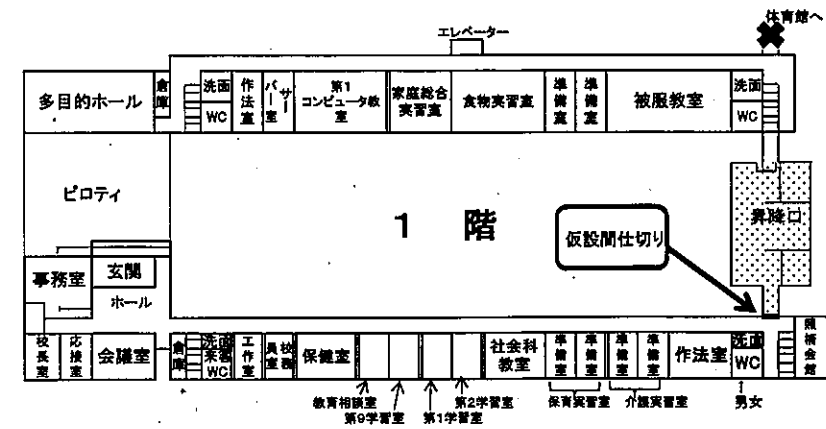 体育館へ
エレベーター
多目的ホール
倉庫
洗面
WC
作法室
サーバー室
第1
コンピュータ教室
家庭総合
実習室
食物実習室
準備室
準備室
被服教室
洗面
WC
ピロティ
1 階
仮設間仕切り
昇降口
事務室
玄関
ホール
校長室
応接室
会議室
倉庫
洗面
来客
WC
工作室
校務員室
保健室
社会科
教室
準備室
準備室
準備室
準備室
作法室
洗面
WC
教育相談室
第9学習室
第1学習室
第2学習室
保育実習室
介護実習室
男女